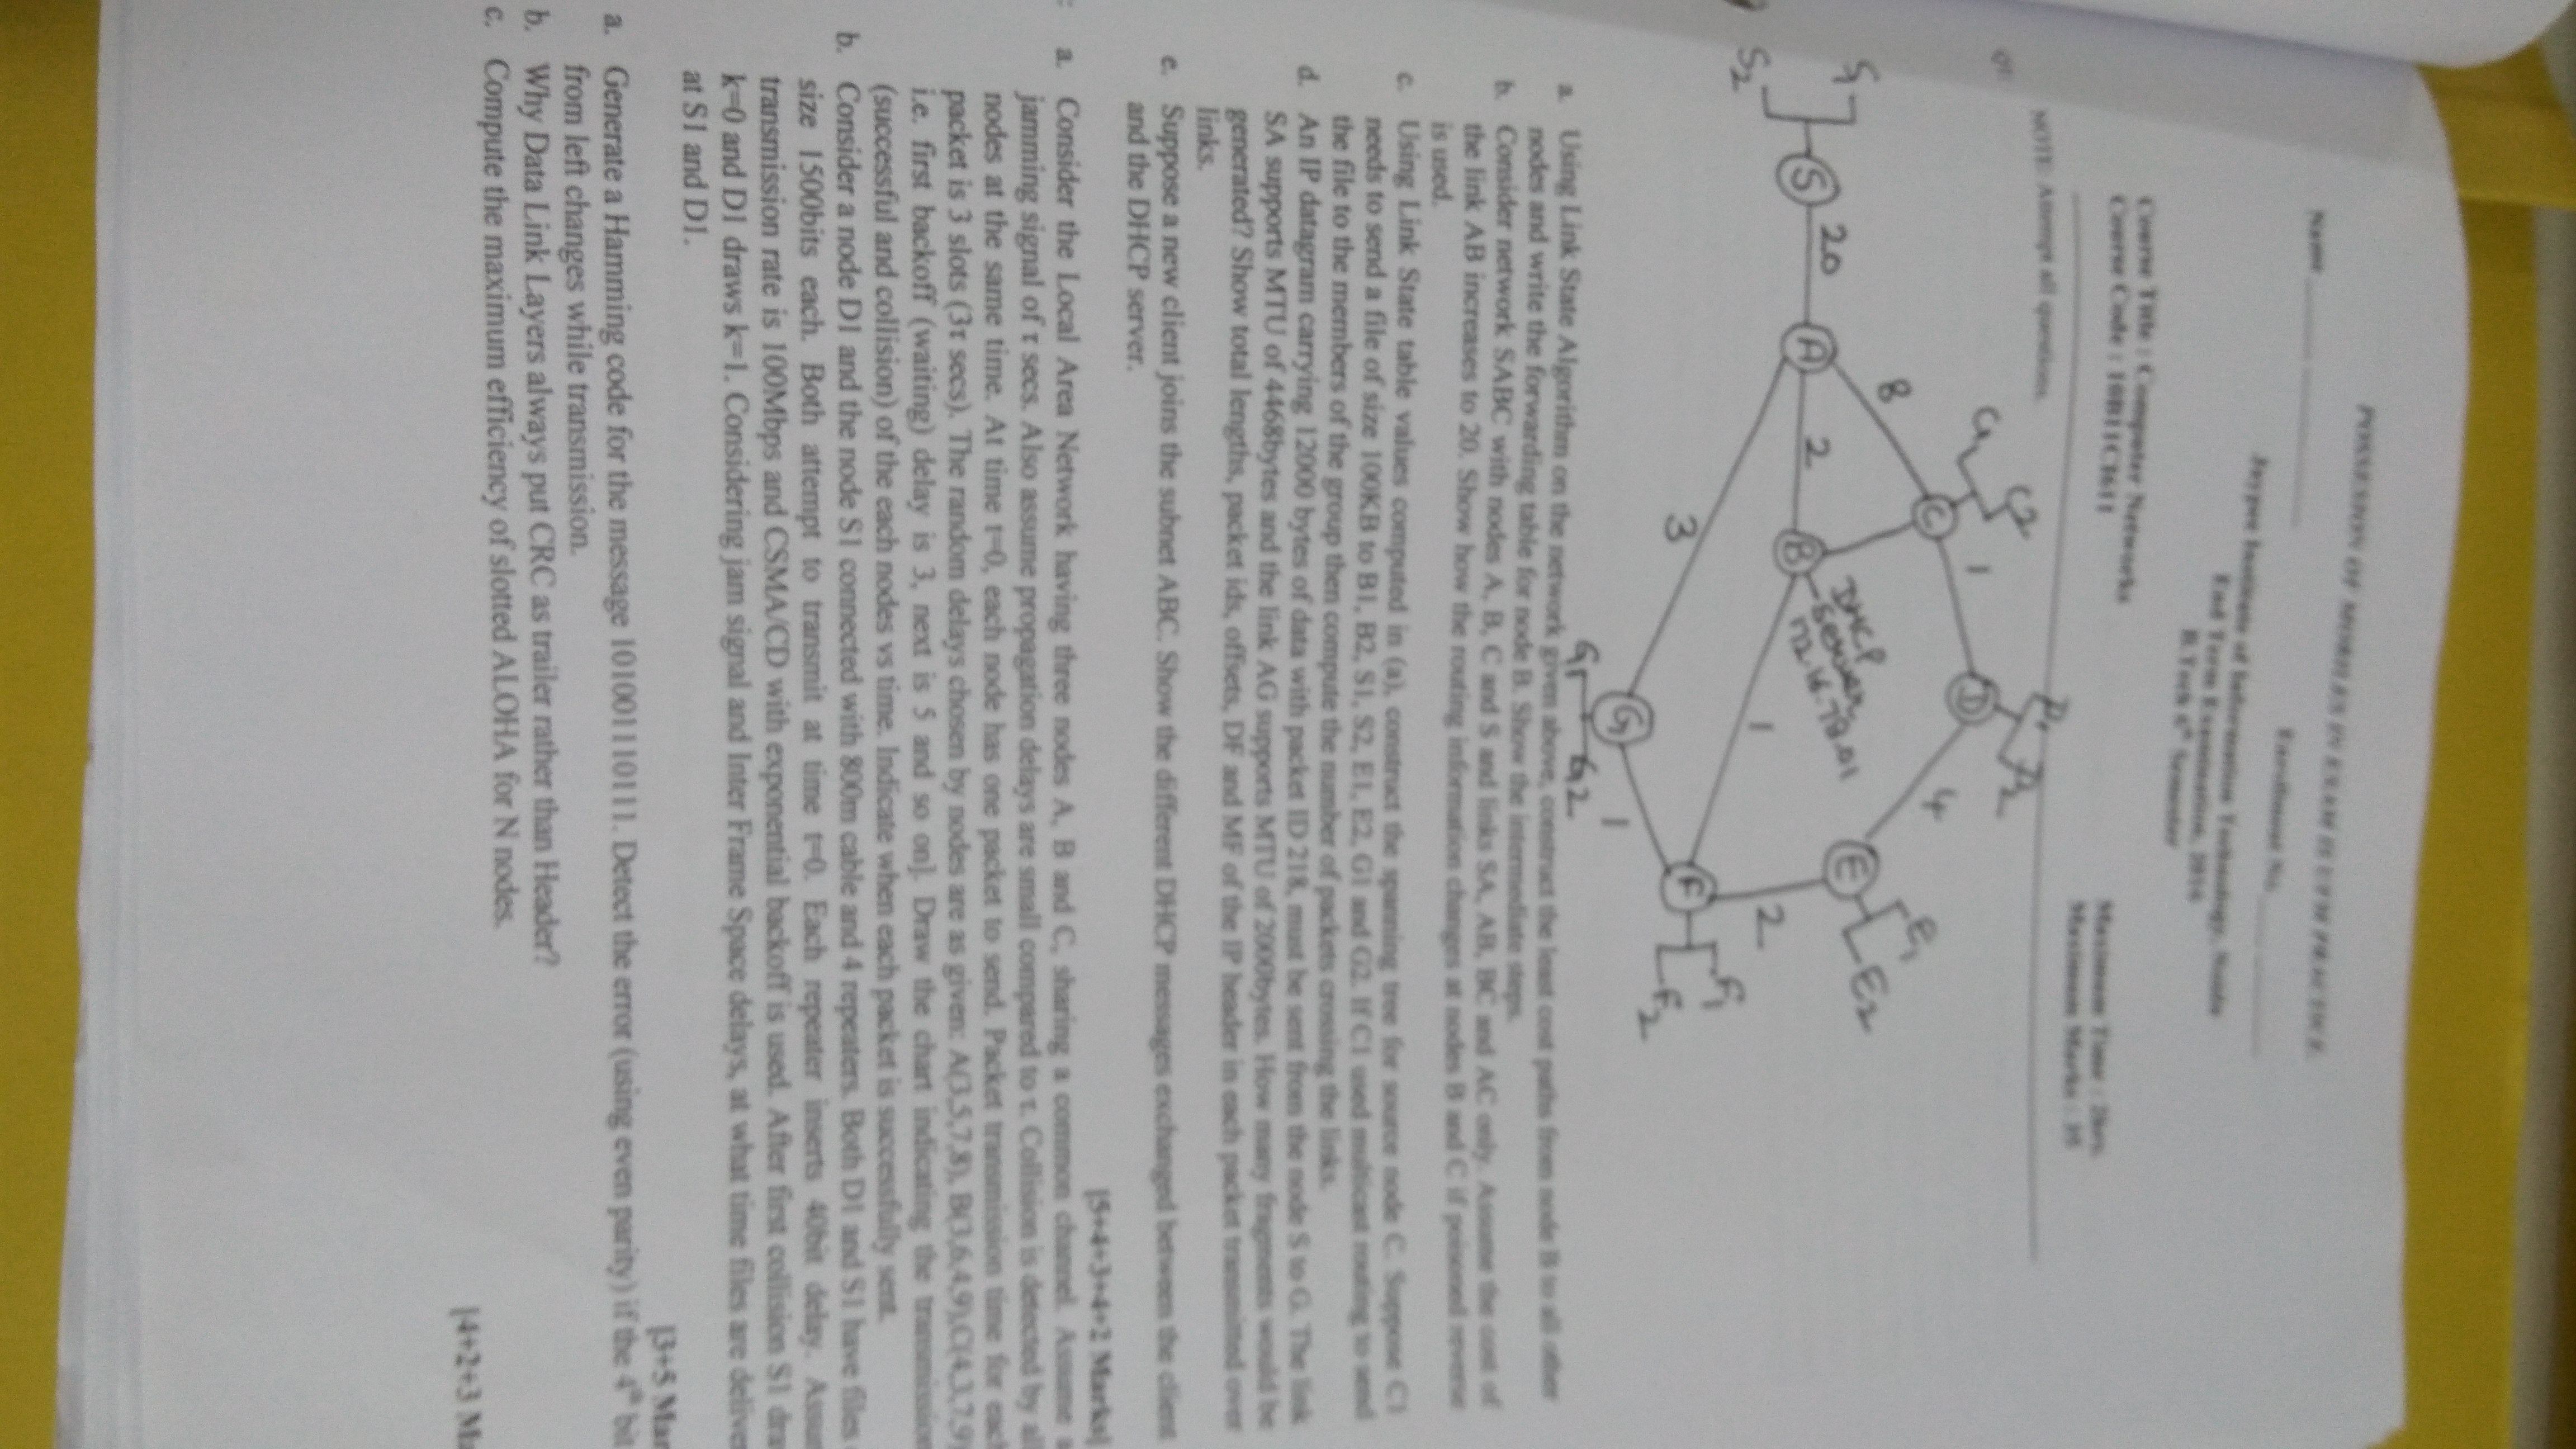 POSSESSION OF MOBILES IN EXAM IS UFM PRACTICE.
Name
Enrollment No.
Jaypee Institute of Information Technology, Noida
End Term Examination, 2016
B.Tech 6th Semester
Course Title : Computer Networks
Maximum Time : 2hrs.
Course Code : 10B11CI611
Maximum Marks : 35
NOTE: Attempt all questions.
S1
S2
S
20
A
8
2
3
C1
C2
C
B
1
D
D1
D2
DHCP
Server
4
E
E1
E2
1
2
G1
G2
G
1
F
F1
F2
a. Using Link State Algorithm on the network given above, construct the least cost paths from node B to all other
nodes and write the forwarding table for node B. Show the intermediate steps.
b. Consider network SABC with nodes A, B, C and S and links SA, AB, BC and AC only. Assume the cost of
the link AB increases to 20. Show how the routing information changes at nodes B and C if poisoned reverse
is used.
c. Using Link State table values computed in (a), construct the spanning tree for source node C. Suppose C1
needs to send a file of size 100KB to B1, B2, S1, S2, E1, E2, G1 and G2. If C1 used multicast routing to send
the file to the members of the group then compute the number of packets crossing the links.
d. An IP datagram carrying 12000 bytes of data with packet ID 218, must be sent from the node S to G. The link
SA supports MTU of 4468bytes and the link AG supports MTU of 2000bytes. How many fragments would be
generated? Show total lengths, packet ids, offsets, DF and MF of the IP header in each packet transmitted over
links.
e. Suppose a new client joins the subnet ABC. Show the different DHCP messages exchanged between the client
and the DHCP server.
[5+4+3+4+2 Marks]
: a. Consider the Local Area Network having three nodes A, B and C, sharing a common channel. Assume a
jamming signal of τ secs. Also assume propagation delays are small compared to τ. Collision is detected by all
nodes at the same time. At time t=0, each node has one packet to send. Packet transmission time for each
packet is 3 slots (3τ secs). The random delays chosen by nodes are as given: A(3,5,7,8), B(3,6,4,9),C(4,3,7,9)
i.e. first backoff (waiting) delay is 3, next is 5 and so on]. Draw the chart indicating the transmission
(successful and collision) of the each nodes vs time. Indicate when each packet is successfully sent.
b. Consider a node D1 and the node S1 connected with 800m cable and 4 repeaters. Both D1 and S1 have files
size 1500bits each. Both attempt to transmit at time t=0. Each repeater inserts 40bit delay.
transmission rate is 100Mbps and CSMA/CD with exponential backoff is used. After first collision S1
k=0 and D1 draws k=1. Considering jam signal and Inter Frame Space delays, at what time files are
at S1 and D1.
[3+5
a. Generate a Hamming code for the message 1010011110111. Detect the error (using even parity) if the 4th bit
from left changes while transmission.
b. Why Data Link Layers always put CRC as trailer rather than Header?
c. Compute the maximum efficiency of slotted ALOHA for N nodes.
[4+2+3